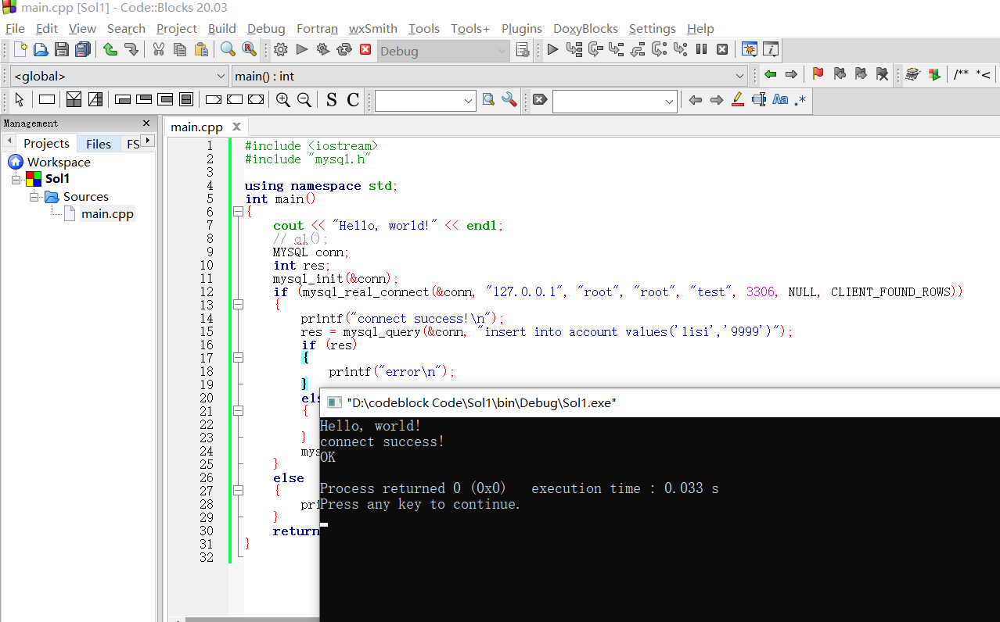 main.cpp [Sol1] - Code::Blocks 20.03
File Edit View Search Project Build Debug Fortran wxSmith Tools Tools+ Plugins DoxyBlocks Settings Help
Debug
<global> main() : int /** *<
S C Aa .*
Management
main.cpp
Projects Files FS
Workspace
Sol1
Sources
main.cpp
1 #include <iostream>
2 #include "mysql.h"
3
4 using namespace std;
5 int main()
6 {
7 cout << "Hello, world!" << endl;
8 // q1();
9 MYSQL conn;
10 int res;
11 mysql_init(&conn);
12 if (mysql_real_connect(&conn, "127.0.0.1", "root", "root", "test", 3306, NULL, CLIENT_FOUND_ROWS))
13 {
14 printf("connect success!\n");
15 res = mysql_query(&conn, "insert into account values('lisi','9999')");
16 if (res)
17 {
18 printf("error\n");
19 }
20 els
21 {
22
23 }
24 mys
25 }
26 else
27 {
28 pri
29 }
30 return
31 }
32
"D:\codeblock Code\Sol1\bin\Debug\Sol1.exe"
Hello, world!
connect success!
OK
Process returned 0 (0x0) execution time : 0.033 s
Press any key to continue.